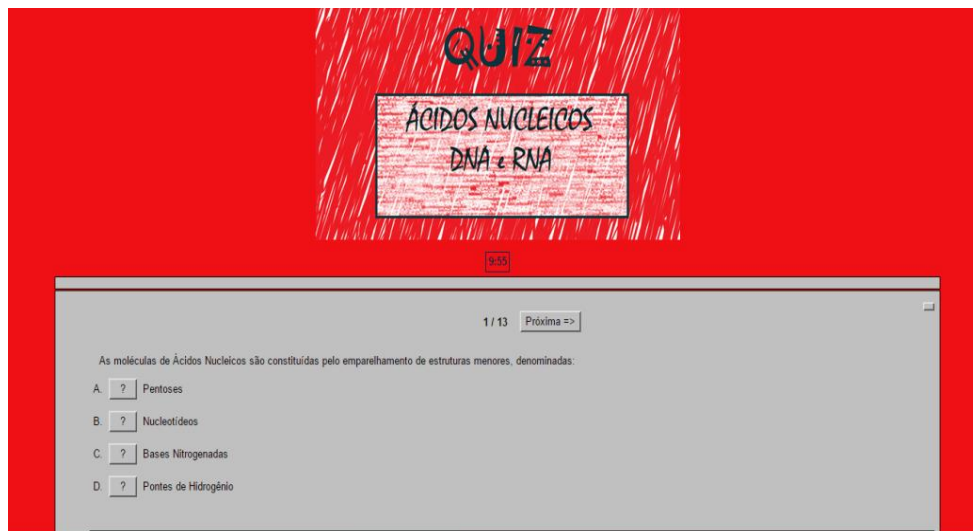 QUIZ
ÁCIDOS NUCLEICOS
DNA e RNA
9:55
1 / 13 Próxima =>
As moléculas de Ácidos Nucleicos são constituídas pelo emparelhamento de estruturas menores, denominadas:
A. ? Pentoses
B. ? Nucleotídeos
C. ? Bases Nitrogenadas
D. ? Pontes de Hidrogênio